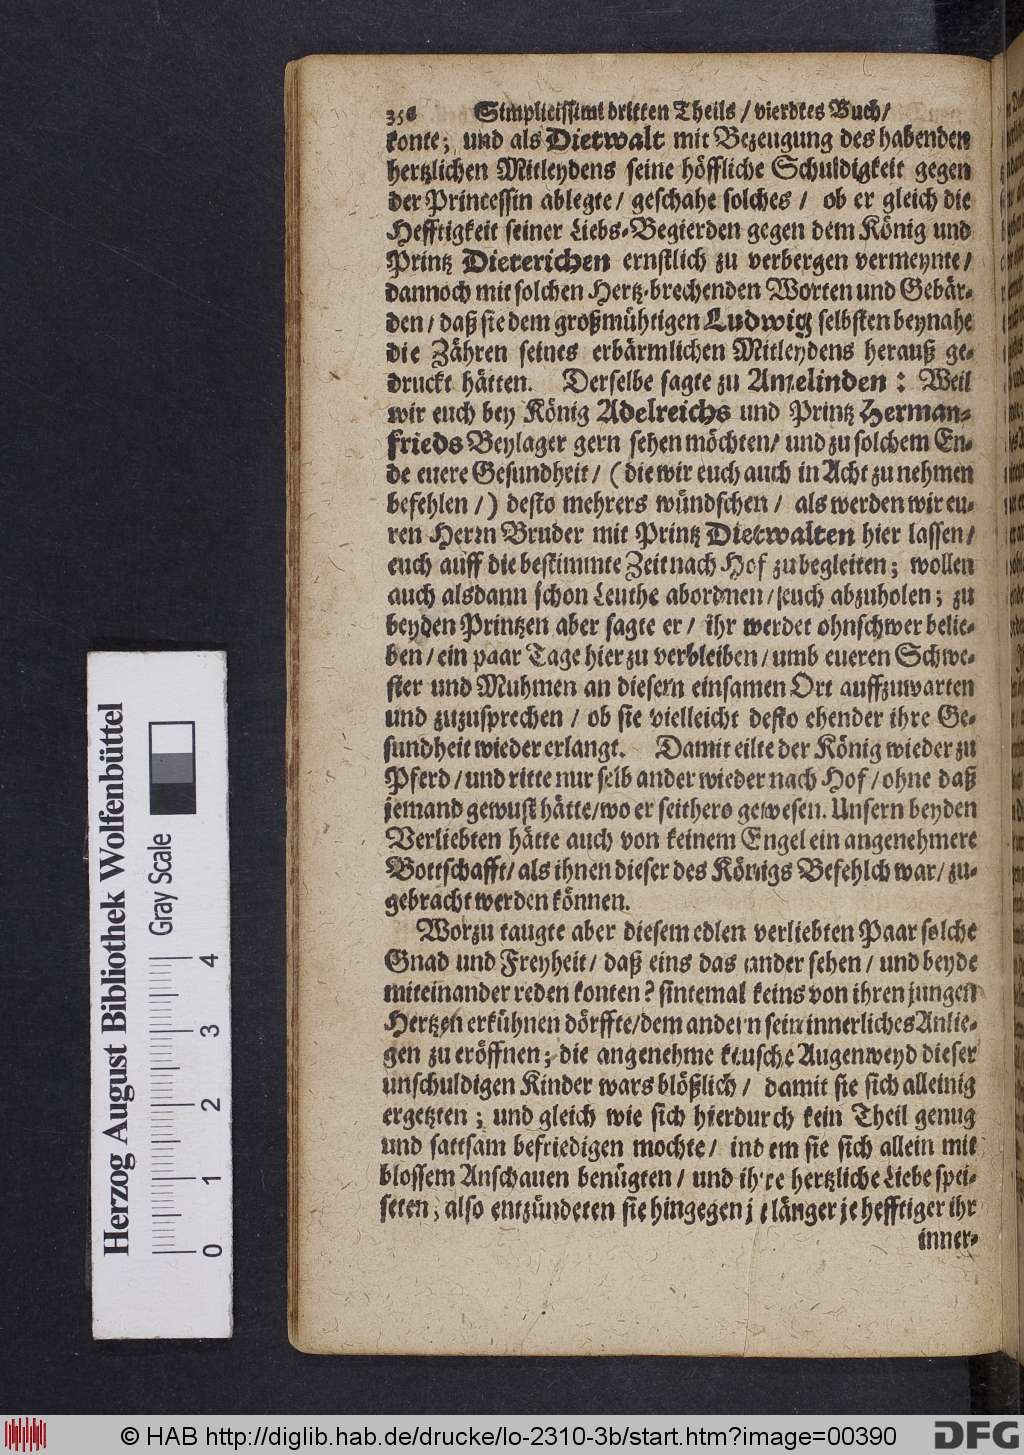 356 Simplicissimi dritten Theils / vierdtes Buch /
konte; und als Dietwalt mit Bezeugung des habenden
hertzlichen Mitleydens seine höffliche Schuldigkeit gegen
der Princessin ablegte / geschahe solches / ob er gleich die
Hefftigkeit seiner Liebs-Begierden gegen dem König und
Printz Dieterichen ernstlich zu verbergen vermeynte /
dannoch mit solchen Hertz-brechenden Worten und Gebär-
den / daß sie dem großmühtigen Ludwig selbsten beynahe
die Zähren seines erbärmlichen Mitleydens herauß ge-
druckt hätten. Derselbe sagte zu Amelinden: Weil
wir euch bey König Adelreichs und Printz Herman-
frieds Beylager gern sehen möchten / und zu solchem En-
de euere Gesundheit / (die wir euch auch in Acht zu nehmen
befehlen /) desto mehrers wündschen / als werden wir eu-
ren Herrn Bruder mit Printz Dietwalten hier lassen /
euch auff die bestimmte Zeit nach Hof zu begleiten; wollen
auch alsdann schon Leuthe abordnen / euch abzuholen; zu
beyden Printzen aber sagte er / ihr werdet ohnschwer belie-
ben / ein paar Tage hier zu verbleiben / umb eueren Schwe-
ster und Muhmen an diesem einsamen Ort auffzuwarten
und zuzusprechen / ob sie vielleicht desto ehender ihre Ge-
sundheit wieder erlangt. Damit eilte der König wieder zu
Pferd / und ritte nur selb ander wieder nach Hof / ohne daß
jemand gewust hätte / wo er seithero gewesen. Unsern beyden
Verliebten hätte auch von keinem Engel ein angenehmere
Bottschafft / als ihnen dieser des Königs Befehlch war / zu-
gebracht werden können.
Worzu taugte aber diesem edlen verliebten Paar solche
Gnad und Freyheit / daß eins das ander sehen / und beyde
miteinander reden konten? sintemal keins von ihren jungen
Hertzen erkühnen dörffte / dem andern sein innerliches Anlie-
gen zu eröffnen; die angenehme keusche Augenweyd dieser
unschuldigen Kinder wars blößlich / damit sie sich alleinig
ergetzten; und gleich wie sich hierdurch kein Theil genug
und sattsam befriedigen mochte / indem sie sich allein mit
blossem Anschauen benügten / und ihre hertzliche Liebe spei-
seten, also entzündeten sie hingegen je länger je hefftiger ihr
inner-
Herzog August Bibliothek Wolfenbüttel
Gray Scale
0 1 2 3 4
© HAB http://diglib.hab.de/drucke/lo-2310-3b/start.htm?image=00390
DFG